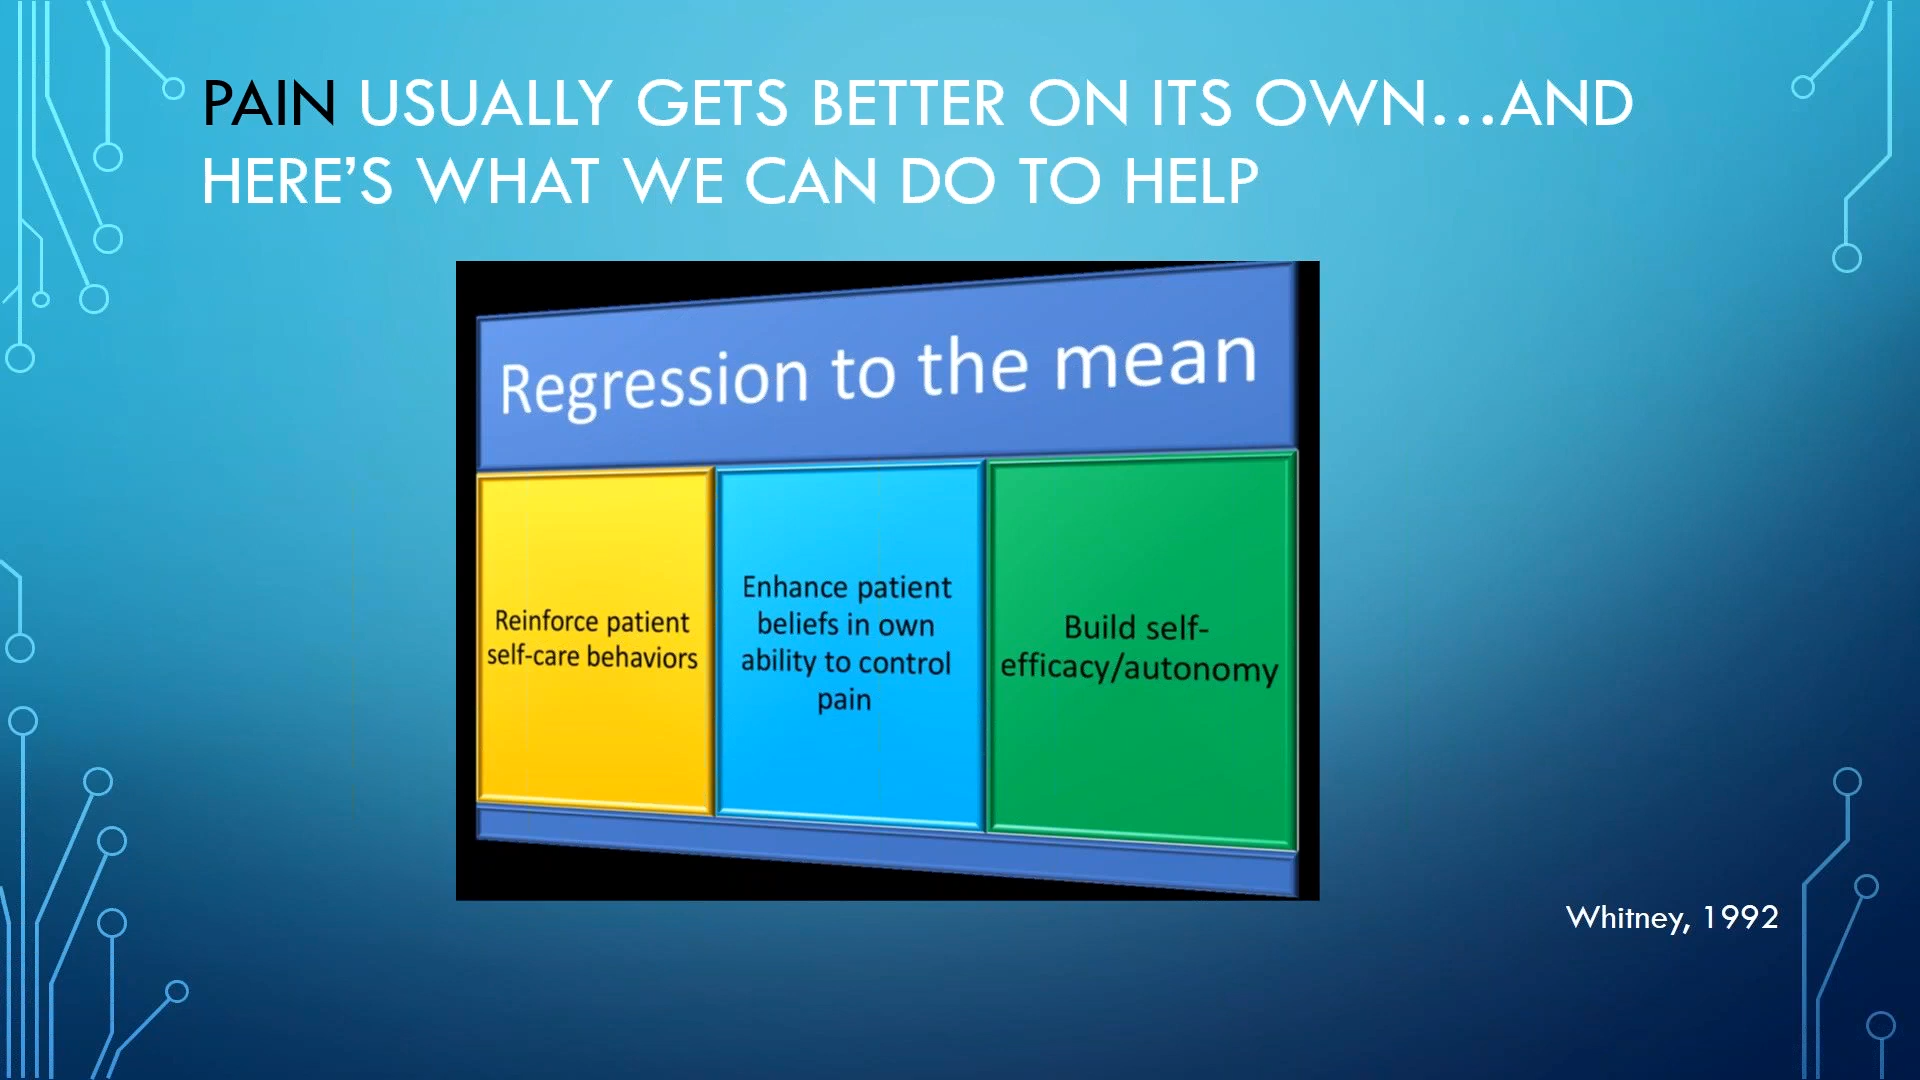 PAIN USUALLY GETS BETTER ON ITS OWN...AND
HERE'S WHAT WE CAN DO TO HELP
Regression to the mean
Reinforce patient
self-care behaviors
Enhance patient
beliefs in own
ability to control
pain
Build self-
efficacy/autonomy
Whitney, 1992